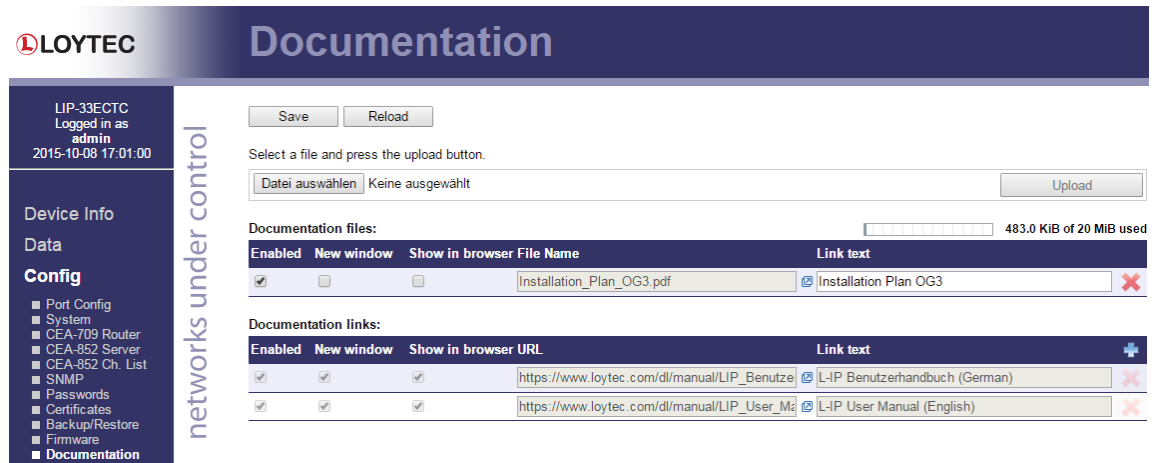 LOYTEC
Documentation
LIP-33ECTC
Logged in as
admin
2015-10-08 17:01:00
Device Info
Data
Config
Port Config
System
CEA-709 Router
CEA-852 Server
CEA-852 Ch. List
SNMP
Passwords
Certificates
Backup/Restore
Firmware
Documentation
networks under control
Save Reload
Select a file and press the upload button.
Datei auswählen Keine ausgewählt Upload
Documentation files: 483.0 KiB of 20 MiB used
Enabled New window Show in browser File Name Link text
Installation_Plan_OG3.pdf Installation Plan OG3
Documentation links:
Enabled New window Show in browser URL Link text
https://www.loytec.com/dl/manual/LIP_Benutze L-IP Benutzerhandbuch (German)
https://www.loytec.com/dl/manual/LIP_User_Ma L-IP User Manual (English)